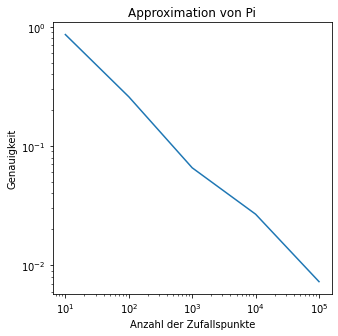 Approximation von Pi
Genauigkeit
10⁰
10⁻¹
10⁻²
10¹ 10² 10³ 10⁴ 10⁵
Anzahl der Zufallspunkte